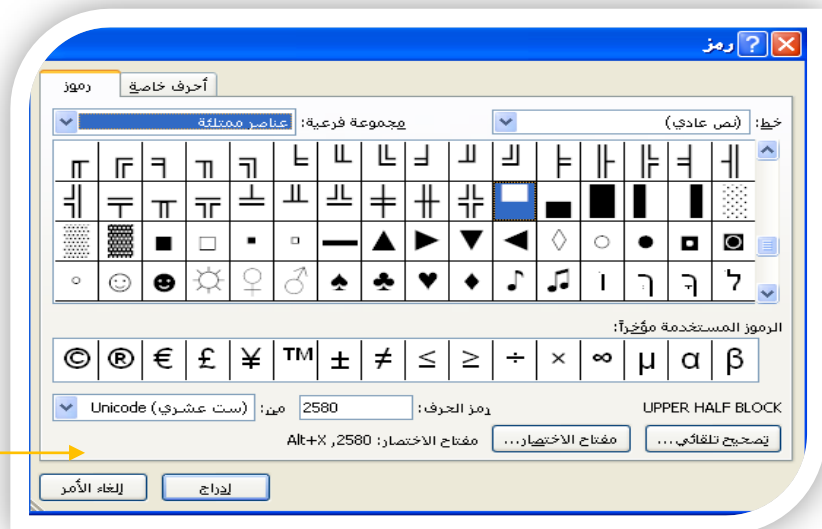 رمز
رموز
أحرف خاصة
خط: (نص عادي) مجموعة فرعية: عناصر ممتلئة
╓ ╔ ╕ ╖ ╗ ╘ ╙ ╚ ╛ ╜ ╝ ╞ ╟ ╠ ╡ ╢
╣ ╤ ╥ ╦ ╧ ╨ ╩ ╪ ╫ ╬ ▀ ▄ █ ▌ ▐ ░
▒ ▓ ■ □ ▪ ▫ ▬ ▲ ► ▼ ◄ ◊ ○ ● ◘ ◙
◦ ☺ ☻ ☼ ♀ ♂ ♠ ♣ ♥ ♦ ♪ ♫
الرموز المستخدمة مؤخراً:
© ® € £ ¥ ™ ± ≠ ≤ ≥ ÷ × ∞ µ α β
UPPER HALF BLOCK رمز الحرف: 2580 من: Unicode (ست عشري)
تصحيح تلقائي... مفتاح الاختصار... مفتاح الاختصار: 2580, Alt+X
إدراج إلغاء الأمر